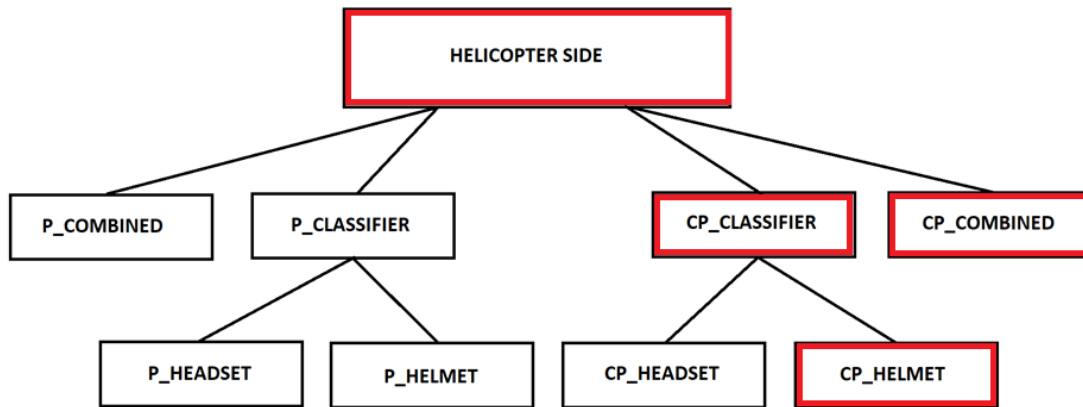 HELICOPTER SIDE
P_COMBINED
P_CLASSIFIER
CP_CLASSIFIER
CP_COMBINED
P_HEADSET
P_HELMET
CP_HEADSET
CP_HELMET